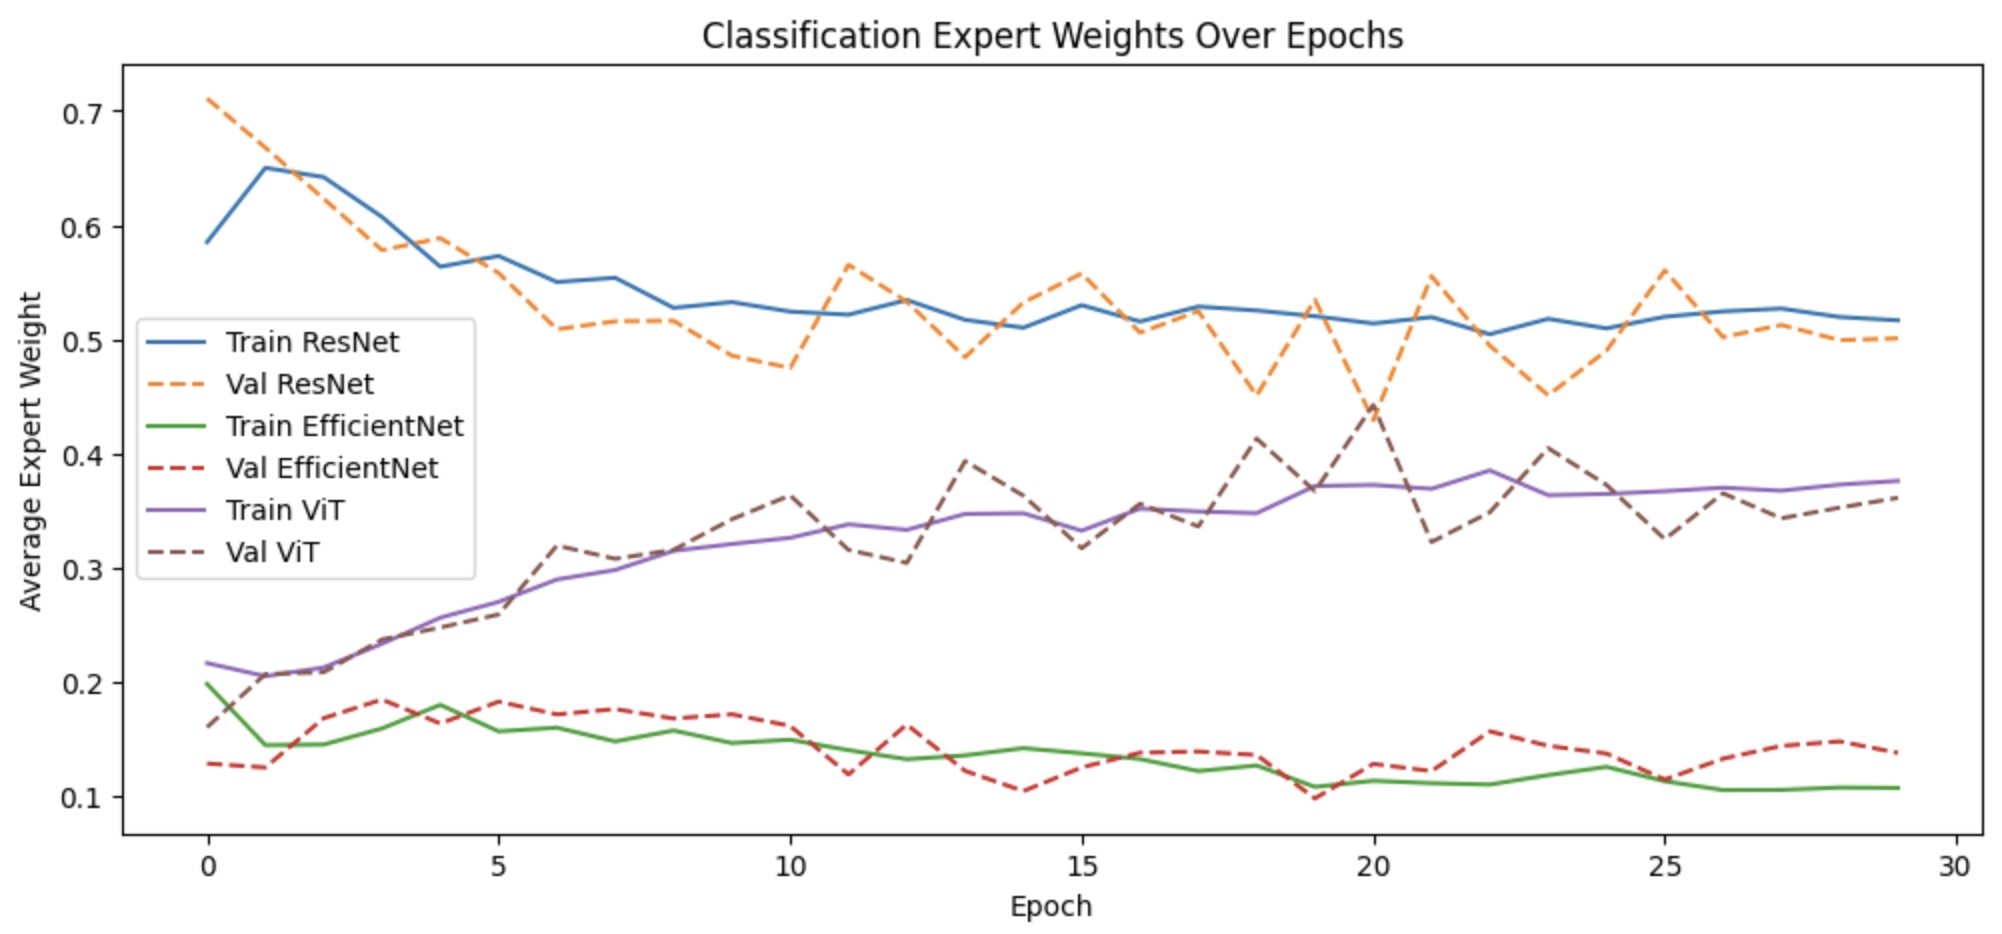 Classification Expert Weights Over Epochs
Average Expert Weight
0.7
0.6
0.5
0.4
0.3
0.2
0.1
Train ResNet
Val ResNet
Train EfficientNet
Val EfficientNet
Train ViT
Val ViT
0 5 10 15 20 25 30
Epoch